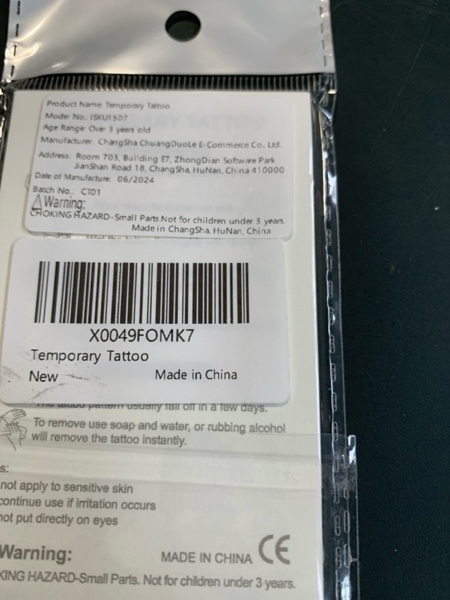 Product Name: Temporary Tattoo
Model No.: ISKU1507
Age Range: Over 3 years old
Manufacturer: ChangSha ChuangDuoLe E-Commerce Co., Ltd.
Address: Room 703, Building E7, ZhongDian Software Park
JianShan Road 18, ChangSha, HuNan, China 410000
Date of Manufacture: 06/2024
Batch No.: CT01
⚠Warning:
CHOKING HAZARD-Small Parts Not for children under 3 years.
Made in ChangSha, HuNan, China
X0049FOMK7
Temporary Tattoo
New Made in China
The tattoo pattern usually fall off in a few days.
To remove use soap and water, or rubbing alcohol
will remove the tattoo instantly.
s:
not apply to sensitive skin
continue use if irritation occurs
not put directly on eyes
Warning: MADE IN CHINA CE
KING HAZARD-Small Parts. Not for children under 3 years.